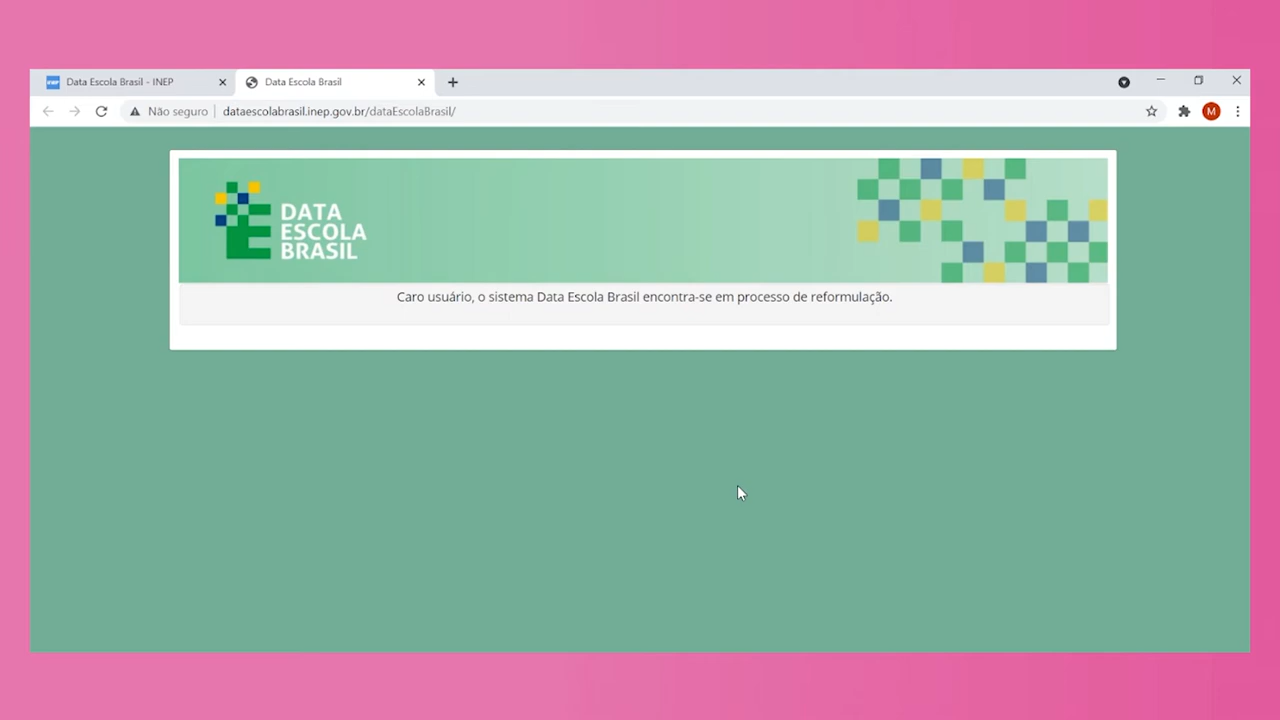 Data Escola Brasil - INEP
Data Escola Brasil
Não seguro
dataescolabrasil.inep.gov.br/dataEscolaBrasil/
M
DATA
ESCOLA
BRASIL
Caro usuário, o sistema Data Escola Brasil encontra-se em processo de reformulação.